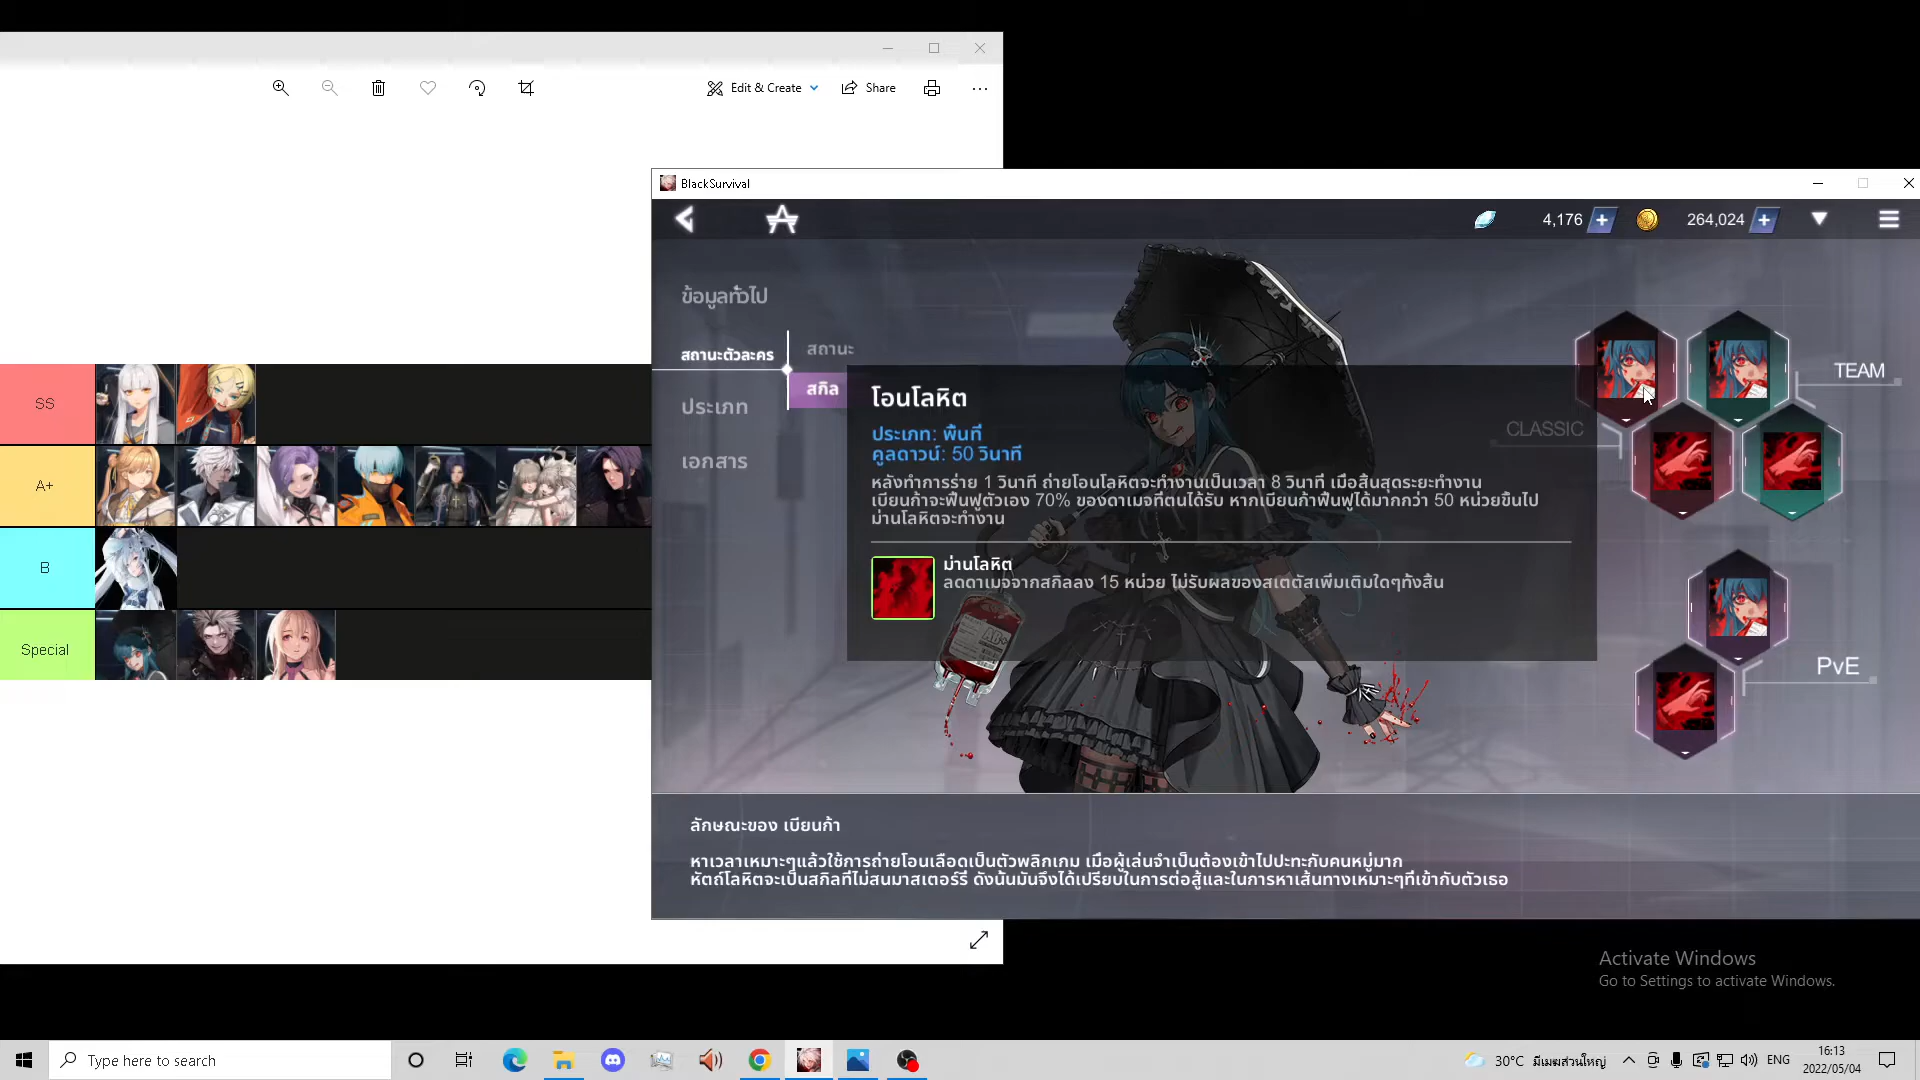 Edit & Create
Share
SS
A+
B
Special
BlackSurvival
4,176
264,024
ข้อมูลทั่วไป
สถานะตัวละคร
สถานะ
สกิล
ประเภท
เอกสาร
โอนโลหิต
ประเภท: พื้นที่
คูลดาวน์: 50 วินาที
หลังทำการร่าย 1 วินาที ถ่ายโอนโลหิตจะทำงานเป็นเวลา 8 วินาที เมื่อสิ้นสุดระยะทำงาน
เบียนก้าจะฟื้นฟูตัวเอง 70% ของดาเมจที่ตนได้รับ หากเบียนก้าฟื้นฟูได้มากกว่า 50 หน่วยขึ้นไป
ม่านโลหิตจะทำงาน
ม่านโลหิต
ลดดาเมจจากสกิลลง 15 หน่วย ไม่รับผลของสเตตัสเพิ่มเติมใดๆทั้งสิ้น
TEAM
CLASSIC
PvE
AB+
ลักษณะของ เบียนก้า
หาเวลาเหมาะๆแล้วใช้การถ่ายโอนเลือดเป็นตัวพลิกเกม เมื่อผู้เล่นจำเป็นต้องเข้าไปปะทะกับคนหมู่มาก
หัตถ์โลหิตจะเป็นสกิลที่ไม่สนมาสเตอร์รี่ ดังนั้นมันจึงได้เปรียบในการต่อสู้และในการหาเส้นทางเหมาะๆที่เข้ากับตัวเธอ
Activate Windows
Go to Settings to activate Windows.
Type here to search
30°C มีเมฆส่วนใหญ่
ENG
16:13
2022/05/04